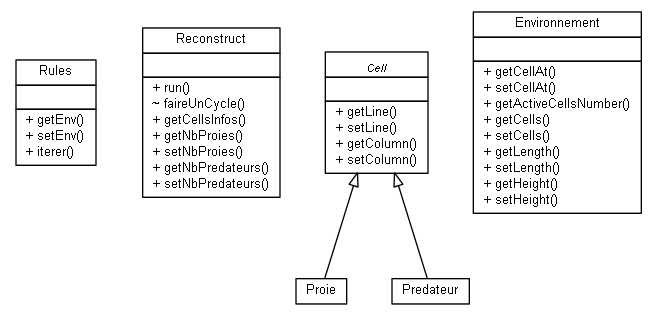 Rules
+ getEnv()
+ setEnv()
+ iterer()
Reconstruct
+ run()
~ faireUnCycle()
+ getCellsInfos()
+ getNbProies()
+ setNbProies()
+ getNbPredateurs()
+ setNbPredateurs()
Cell
+ getLine()
+ setLine()
+ getColumn()
+ setColumn()
Environnement
+ getCellAt()
+ setCellAt()
+ getActiveCellsNumber()
+ getCells()
+ setCells()
+ getLength()
+ setLength()
+ getHeight()
+ setHeight()
Proie
Predateur